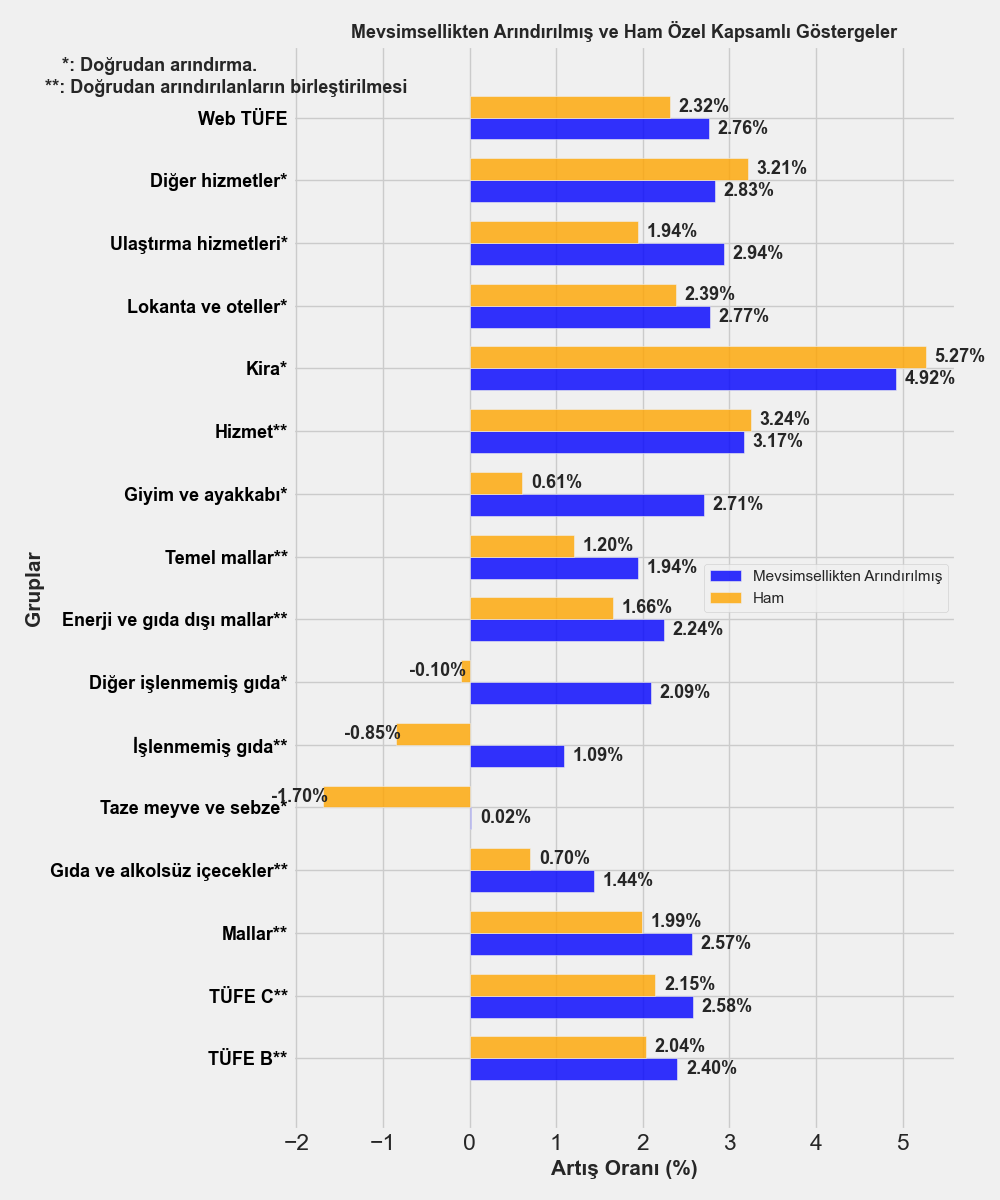 Mevsimsellikten Arındırılmış ve Ham Özel Kapsamlı Göstergeler
*: Doğrudan arındırma.
**: Doğrudan arındırılanların birleştirilmesi
Web TÜFE
2.32%
2.76%
Diğer hizmetler*
3.21%
2.83%
Ulaştırma hizmetleri*
1.94%
2.94%
Lokanta ve oteller*
2.39%
2.77%
Kira*
5.27%
4.92%
Hizmet**
3.24%
3.17%
Giyim ve ayakkabı*
0.61%
2.71%
Temel mallar**
1.20%
1.94%
Mevsimsellikten Arındırılmış
Ham
Gruplar
Enerji ve gıda dışı mallar**
1.66%
2.24%
Diğer işlenmemiş gıda*
-0.10%
2.09%
İşlenmemiş gıda**
-0.85%
1.09%
Taze meyve ve sebze*
-1.70%
0.02%
Gıda ve alkolsüz içecekler**
0.70%
1.44%
Mallar**
1.99%
2.57%
TÜFE C**
2.15%
2.58%
TÜFE B**
2.04%
2.40%
−2 −1 0 1 2 3 4 5
Artış Oranı (%)